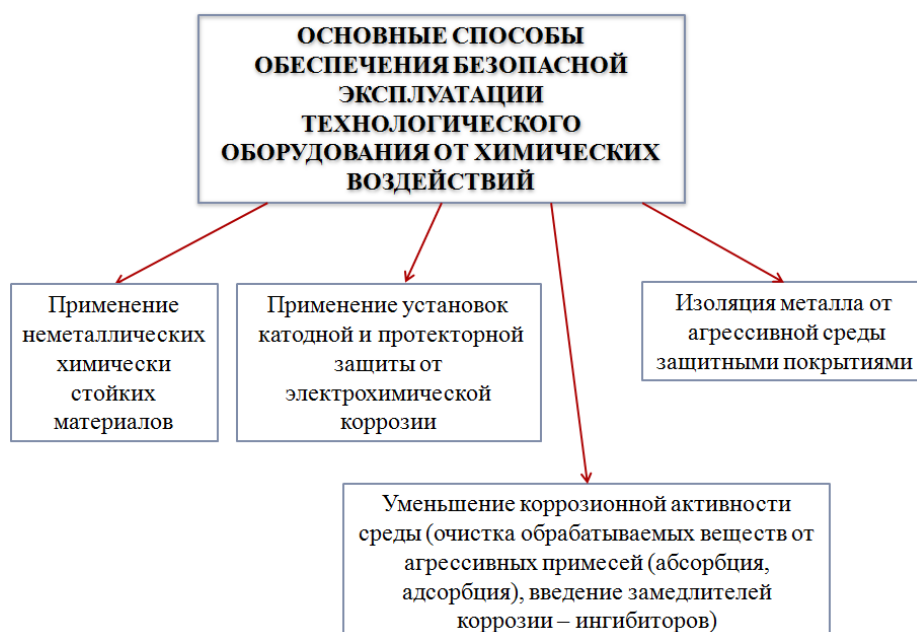 ОСНОВНЫЕ СПОСОБЫ
ОБЕСПЕЧЕНИЯ БЕЗОПАСНОЙ
ЭКСПЛУАТАЦИИ
ТЕХНОЛОГИЧЕСКОГО
ОБОРУДОВАНИЯ ОТ ХИМИЧЕСКИХ
ВОЗДЕЙСТВИЙ
Применение
неметаллических
химически
стойких
материалов
Применение установок
катодной и протекторной
защиты от
электрохимической
коррозии
Изоляция металла от
агрессивной среды
защитными покрытиями
Уменьшение коррозионной активности
среды (очистка обрабатываемых веществ от
агрессивных примесей (абсорбция,
адсорбция), введение замедлителей
коррозии – ингибиторов)